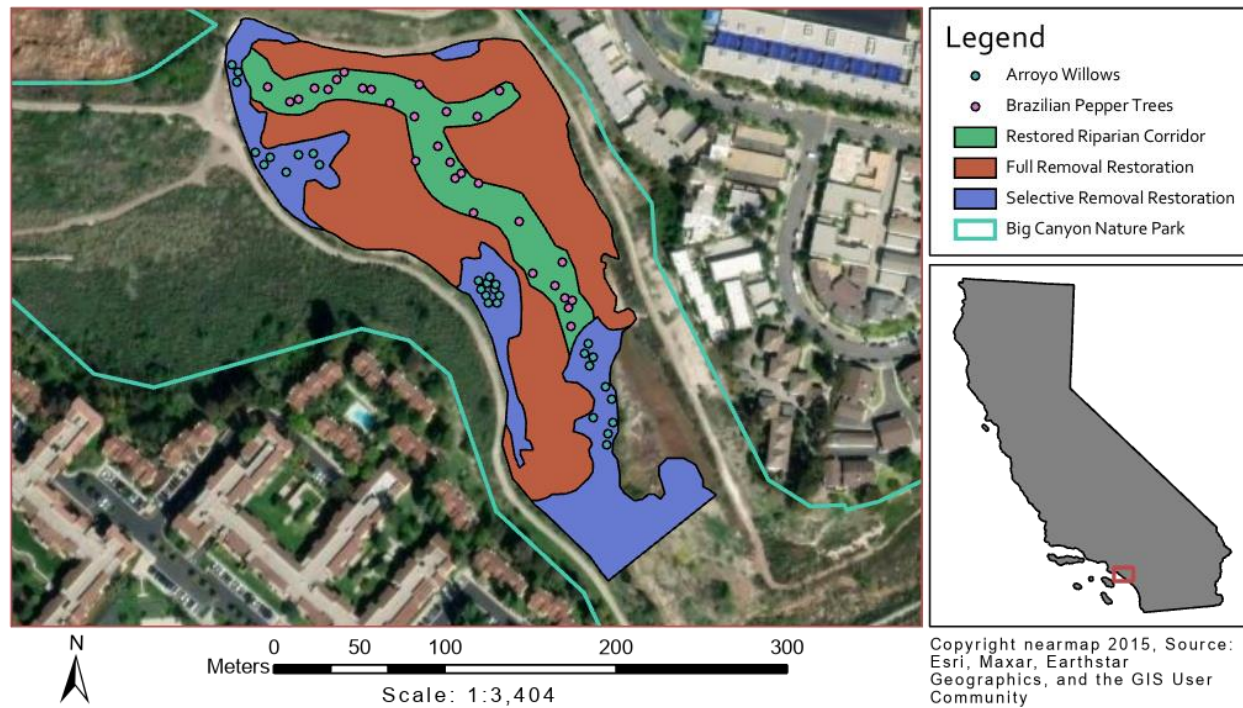 Legend
Arroyo Willows
Brazilian Pepper Trees
Restored Riparian Corridor
Full Removal Restoration
Selective Removal Restoration
Big Canyon Nature Park
N
0 50 100 200 300
Meters
Scale: 1:3,404
Copyright nearmap 2015, Source:
Esri, Maxar, Earthstar
Geographics, and the GIS User
Community